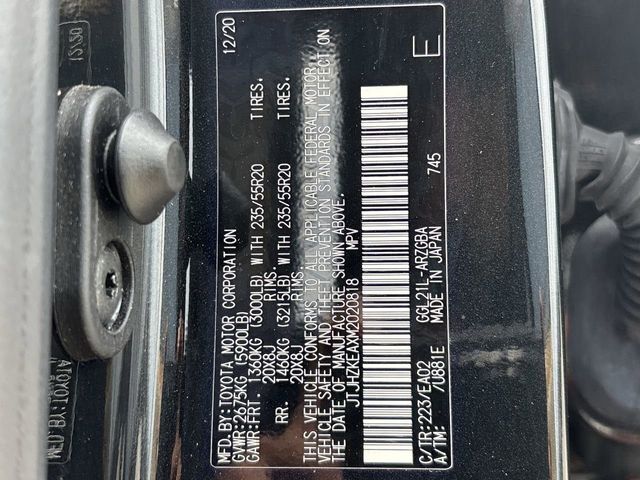 MFD.BY:TOYOTA MOTOR CORPORATION 12/20
GVWR:2675KG (5900LB)
GAWR:FRT. 1360KG (3000LB) WITH 235/55R20 TIRES.
20X8J RIMS.
RR. 1460KG (3215LB) WITH 235/55R20 TIRES.
20X8J RIMS.
THIS VEHICLE CONFORMS TO ALL APPLICABLE FEDERAL MOTOR
VEHICLE SAFETY AND THEFT PREVENTION STANDARDS IN EFFECTION
THE DATE OF MANUFACTURE SHOWN ABOVE.
JTJHZKEAXM2020818 MPV
E
C/TR:223/EA02 GGL21L-ARZGBA
A/TM: /U881E MADE IN JAPAN 745